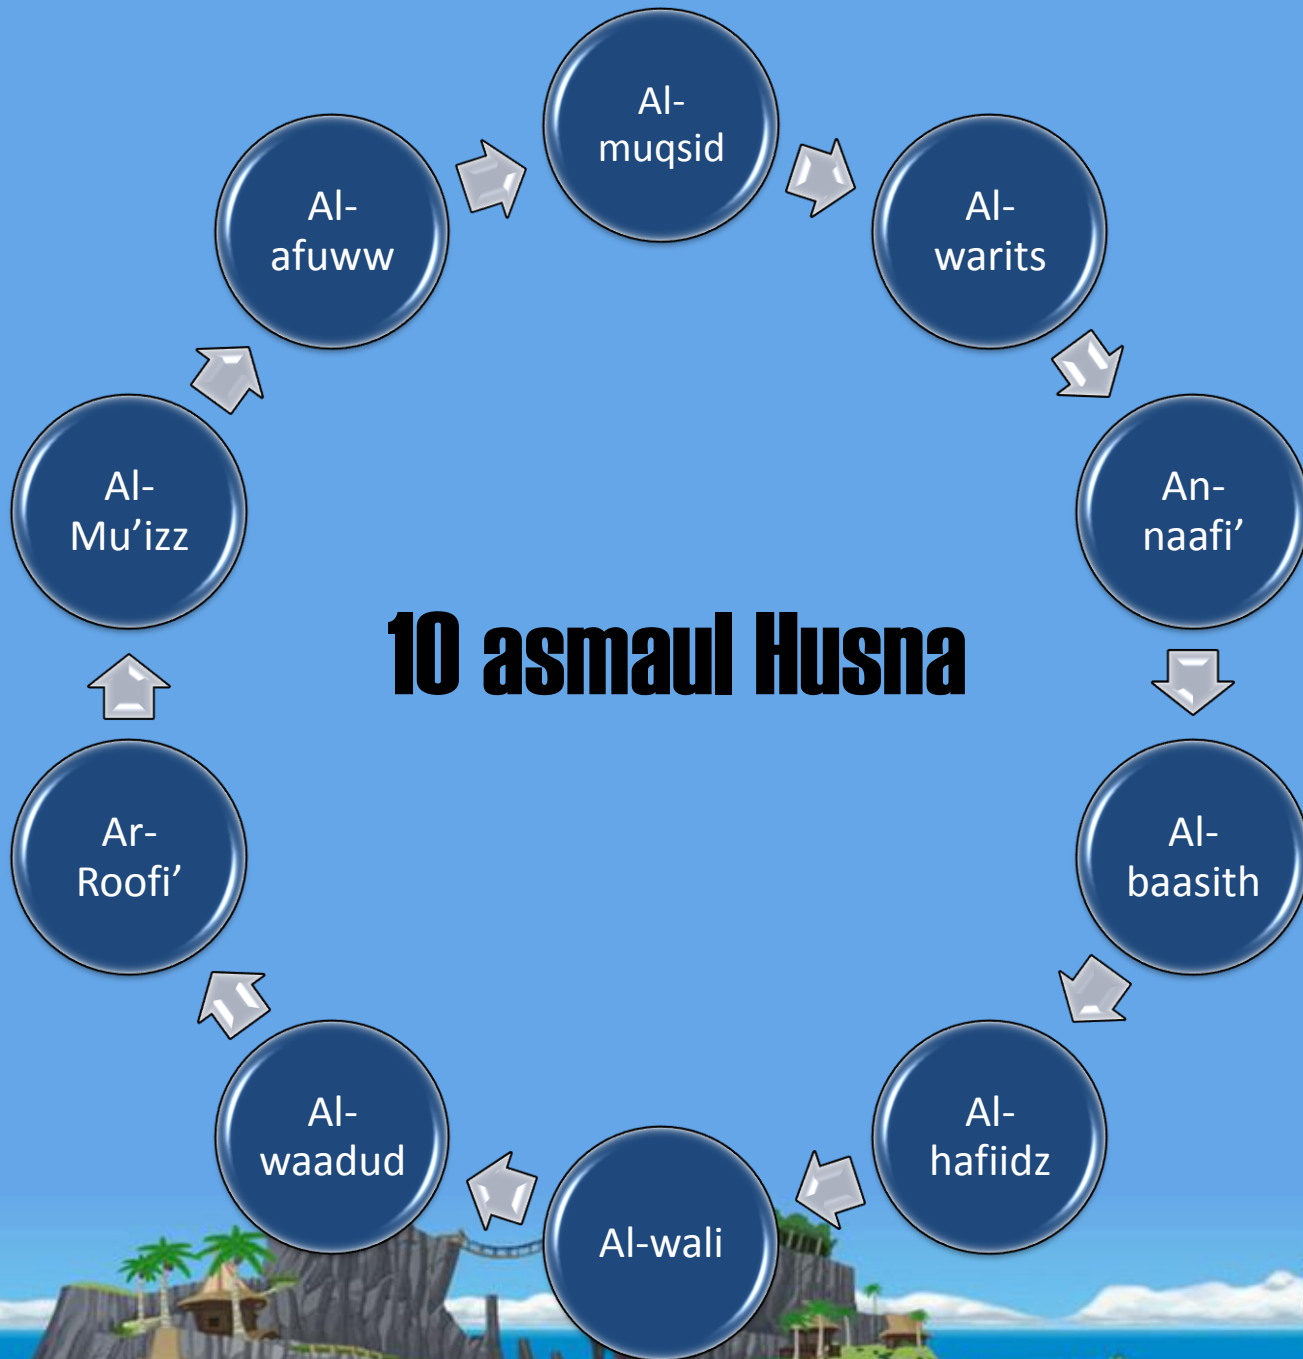 Al-
muqsid
Al-
warits
An-
naafi’
Al-
baasith
Al-
hafiidz
Al-wali
Al-
waadud
Ar-
Roofi’
Al-
Mu’izz
Al-
afuww
10 asmaul Husna